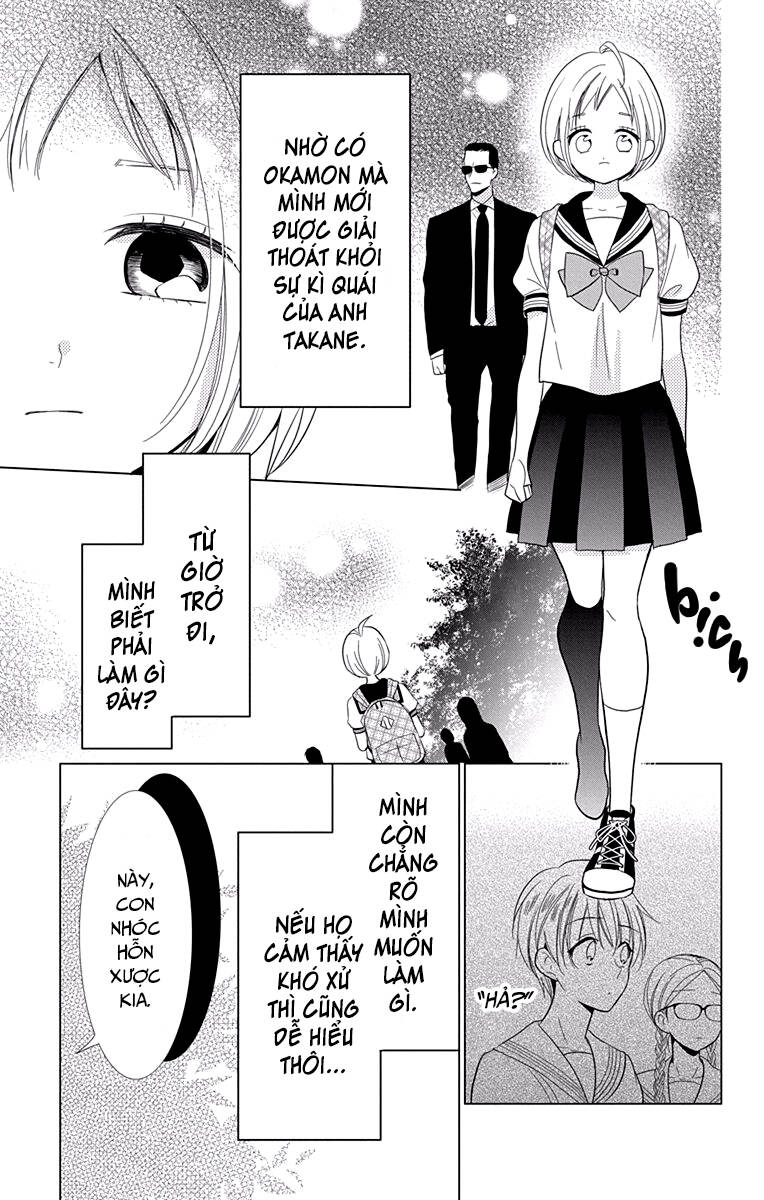 NHỜ CÓ
OKAMON MÀ
MÌNH MỚI
ĐƯỢC GIẢI
THOÁT KHỎI
SỰ KÌ QUÁI
CỦA ANH
TAKANE.
TỪ
GIỜ
TRỞ
ĐI,
MÌNH
BIẾT
PHẢI
LÀM GÌ
ĐÂY?
bịch
"HẢ?"
MÌNH
CÒN
CHẲNG
RÕ
MÌNH
MUỐN
LÀM
GÌ.
NẾU HỌ
CẢM THẤY
KHÓ XỬ
THÌ CŨNG
DỄ HIỂU
THÔI...
NÀY,
CON
NHÓC
HỖN
XƯỢC
KIA.